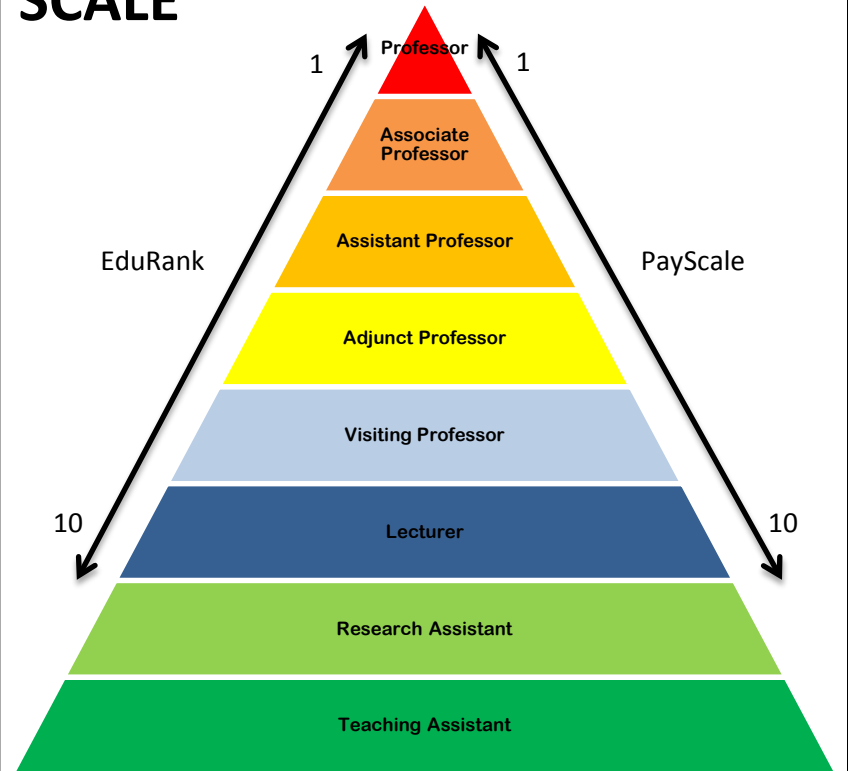 SCALE
Professor
1
1
Associate
Professor
Assistant Professor
EduRank
PayScale
Adjunct Professor
Visiting Professor
10
10
Lecturer
Research Assistant
Teaching Assistant